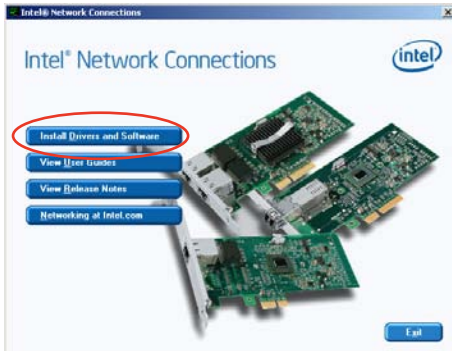 Intel® Network Connections
Intel® Network Connections
intel
Install Drivers and Software
View User Guides
View Release Notes
Networking at Intel.com
Exit